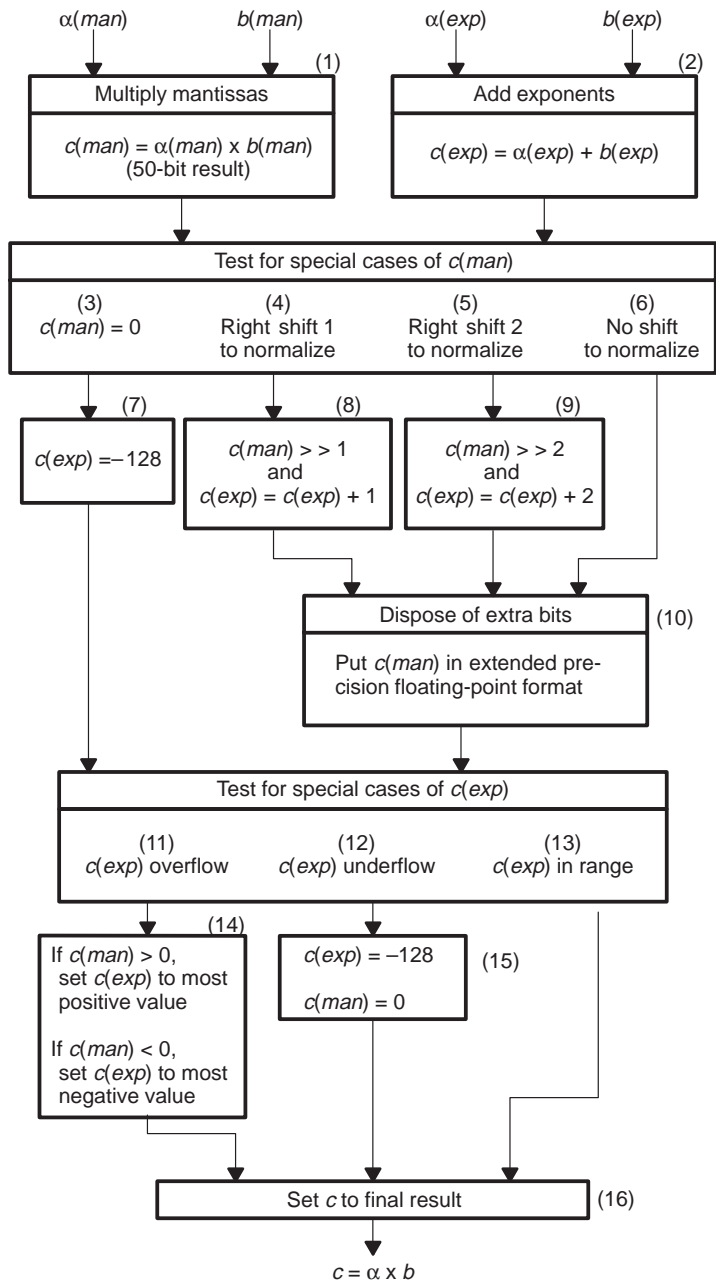 α(man) b(man) α(exp) b(exp)
(1) (2)
Multiply mantissas
c(man) = α(man) x b(man)
(50-bit result)
Add exponents
c(exp) = α(exp) + b(exp)
Test for special cases of c(man)
(3)
c(man) = 0
(4)
Right shift 1
to normalize
(5)
Right shift 2
to normalize
(6)
No shift
to normalize
(7)
c(exp) =–128
(8)
c(man) > > 1
and
c(exp) = c(exp) + 1
(9)
c(man) > > 2
and
c(exp) = c(exp) + 2
Dispose of extra bits
(10)
Put c(man) in extended pre-
cision floating-point format
Test for special cases of c(exp)
(11)
c(exp) overflow
(12)
c(exp) underflow
(13)
c(exp) in range
(14)
If c(man) > 0,
set c(exp) to most
positive value
If c(man) < 0,
set c(exp) to most
negative value
c(exp) = –128
c(man) = 0
(15)
Set c to final result
(16)
c = α x b